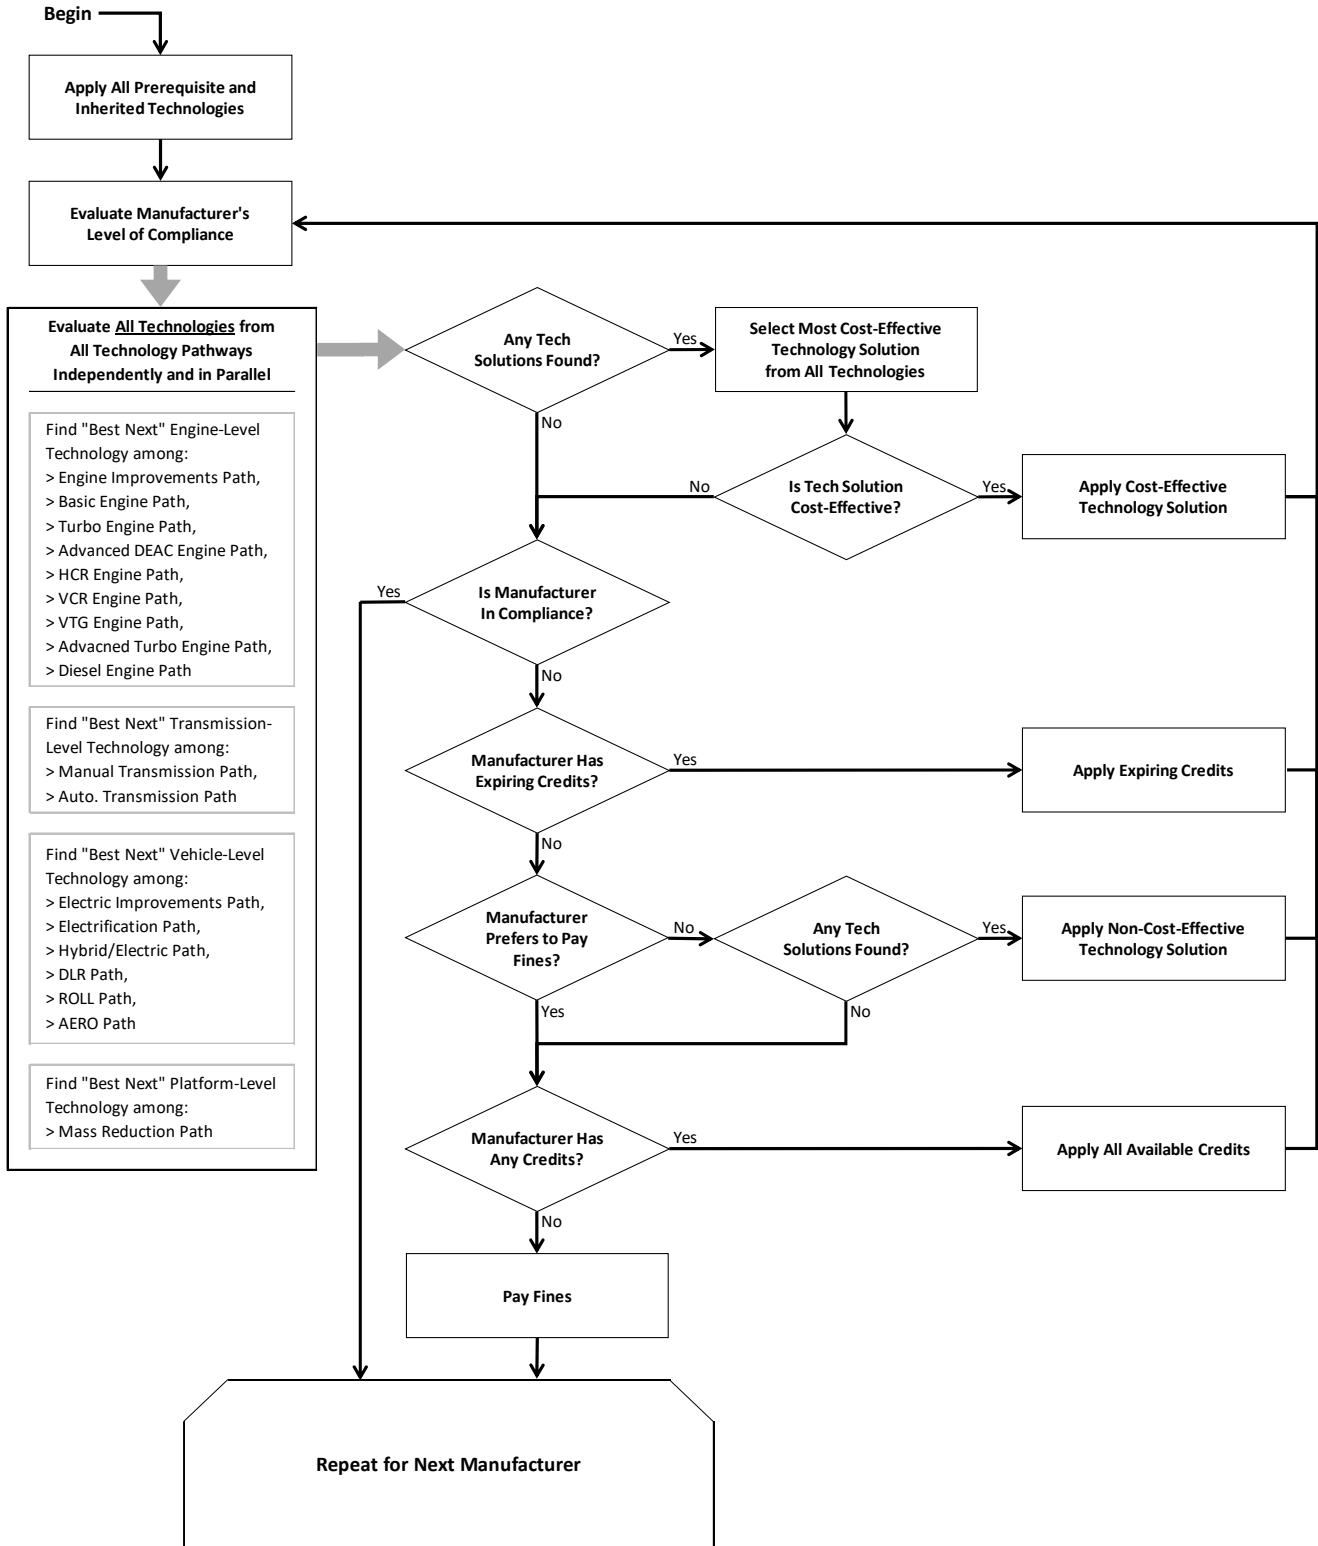 Begin
Apply All Prerequisite and
Inherited Technologies
Evaluate Manufacturer's
Level of Compliance
Evaluate All Technologies from
All Technology Pathways
Independently and in Parallel
Find "Best Next" Engine-Level
Technology among:
> Engine Improvements Path,
> Basic Engine Path,
> Turbo Engine Path,
> Advanced DEAC Engine Path,
> HCR Engine Path,
> VCR Engine Path,
> VTG Engine Path,
> Advacned Turbo Engine Path,
> Diesel Engine Path
Find "Best Next" Transmission-
Level Technology among:
> Manual Transmission Path,
> Auto. Transmission Path
Find "Best Next" Vehicle-Level
Technology among:
> Electric Improvements Path,
> Electrification Path,
> Hybrid/Electric Path,
> DLR Path,
> ROLL Path,
> AERO Path
Find "Best Next" Platform-Level
Technology among:
> Mass Reduction Path
Any Tech
Solutions Found?
Yes
No
Select Most Cost-Effective
Technology Solution
from All Technologies
Is Tech Solution
Cost-Effective?
No
Yes
Apply Cost-Effective
Technology Solution
Is Manufacturer
In Compliance?
Yes
No
Manufacturer Has
Expiring Credits?
Yes
No
Apply Expiring Credits
Manufacturer
Prefers to Pay
Fines?
No
Yes
Any Tech
Solutions Found?
Yes
No
Apply Non-Cost-Effective
Technology Solution
Manufacturer Has
Any Credits?
Yes
No
Apply All Available Credits
Pay Fines
Repeat for Next Manufacturer